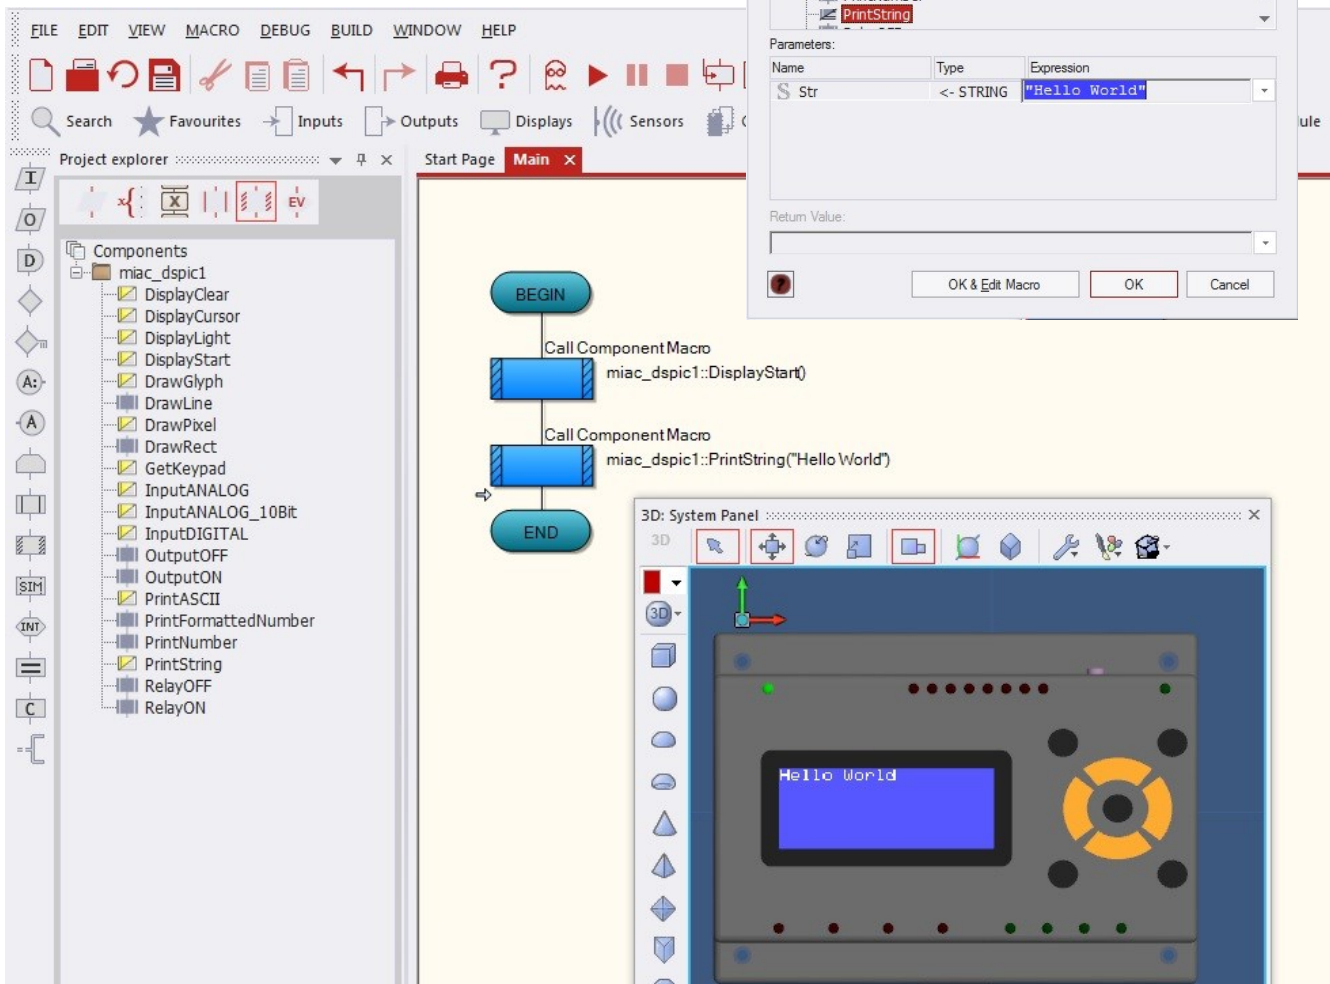 FILE EDIT VIEW MACRO DEBUG BUILD WINDOW HELP
Search Favourites Inputs Outputs Displays Sensors
PrintString
Parameters:
Name Type Expression
S Str <- STRING "Hello World"
Return Value:
OK & Edit Macro OK Cancel
Project explorer
Start Page Main
I
O
D
A:
A
SIM
INT
C
X EV
Components
miac_dspic1
DisplayClear
DisplayCursor
DisplayLight
DisplayStart
DrawGlyph
DrawLine
DrawPixel
DrawRect
GetKeypad
InputANALOG
InputANALOG_10Bit
InputDIGITAL
OutputOFF
OutputON
PrintASCII
PrintFormattedNumber
PrintNumber
PrintString
RelayOFF
RelayON
BEGIN
Call Component Macro
miac_dspic1::DisplayStart()
Call Component Macro
miac_dspic1::PrintString("Hello World")
END
3D: System Panel
3D
3D
Hello World